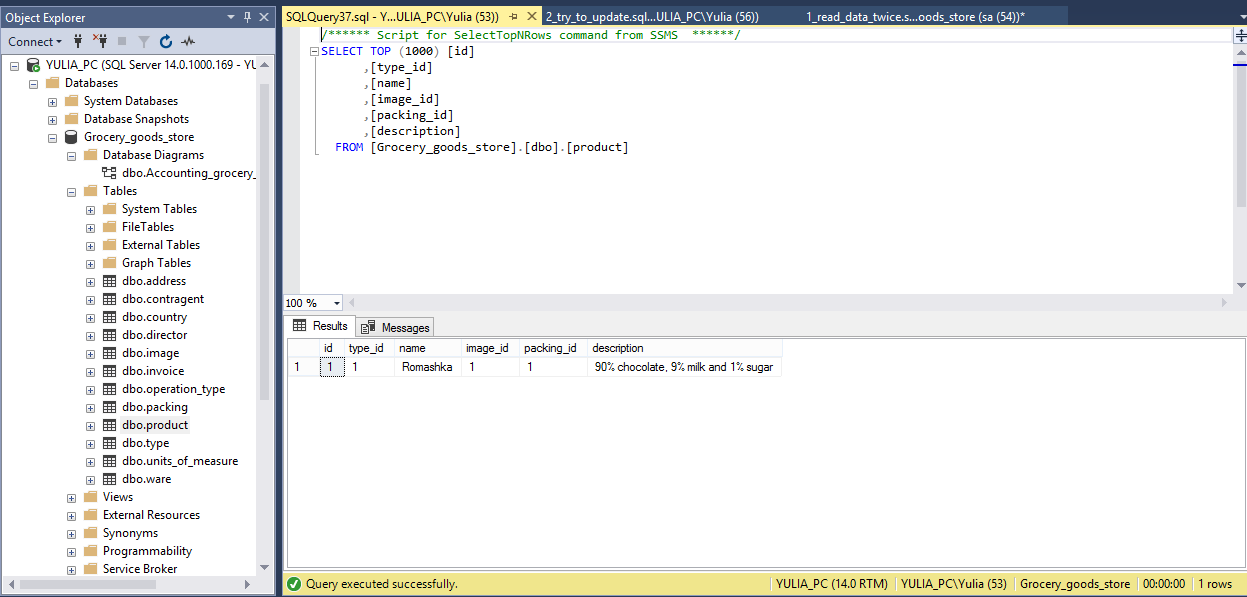 Object Explorer
Connect
YULIA_PC (SQL Server 14.0.1000.169 - YU
Databases
System Databases
Database Snapshots
Grocery_goods_store
Database Diagrams
dbo.Accounting_grocery_
Tables
System Tables
FileTables
External Tables
Graph Tables
dbo.address
dbo.contragent
dbo.country
dbo.director
dbo.image
dbo.invoice
dbo.operation_type
dbo.packing
dbo.product
dbo.type
dbo.units_of_measure
dbo.ware
Views
External Resources
Synonyms
Programmability
Service Broker
SQLQuery37.sql - Y...ULIA_PC\Yulia (53)) 2_try_to_update.sql...ULIA_PC\Yulia (56)) 1_read_data_twice.s...oods_store (sa (54))*
/****** Script for SelectTopNRows command from SSMS ******/
SELECT TOP (1000) [id]
,[type_id]
,[name]
,[image_id]
,[packing_id]
,[description]
FROM [Grocery_goods_store].[dbo].[product]
100 %
Results Messages
id type_id name image_id packing_id description
1 1 1 Romashka 1 1 90% chocolate, 9% milk and 1% sugar
Query executed successfully. YULIA_PC (14.0 RTM) YULIA_PC\Yulia (53) Grocery_goods_store 00:00:00 1 rows